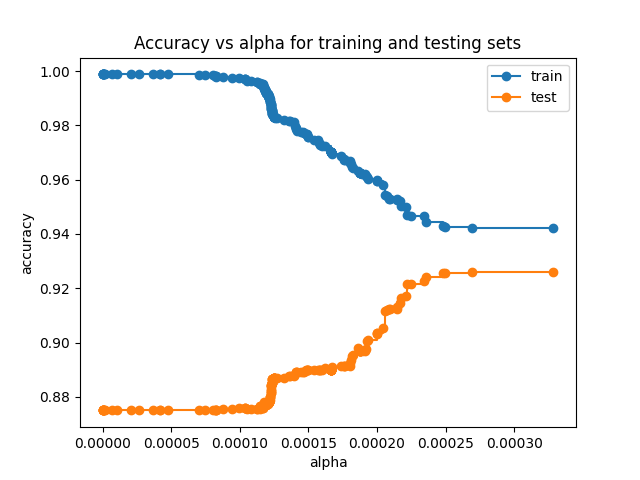 Accuracy vs alpha for training and testing sets
train
test
accuracy
1.00
0.98
0.96
0.94
0.92
0.90
0.88
0.00000 0.00005 0.00010 0.00015 0.00020 0.00025 0.00030
alpha